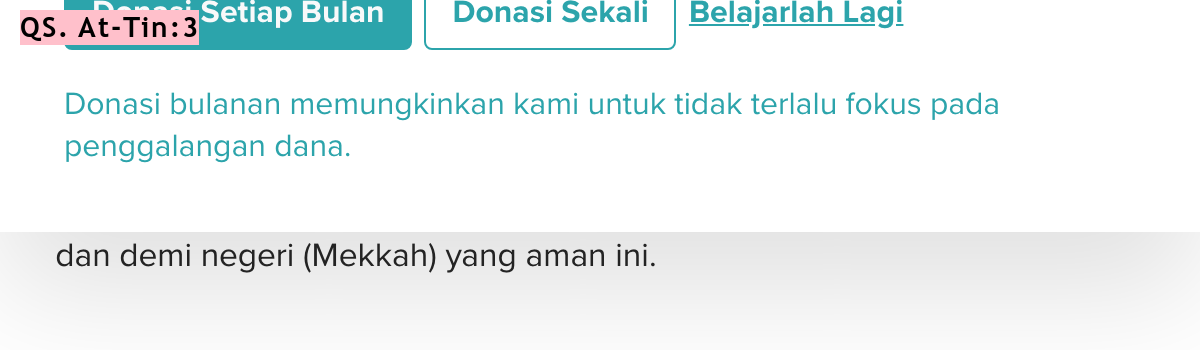 QS. At-Tin:3
Setiap Bulan
Donasi Sekali
Belajarlah Lagi
Donasi bulanan memungkinkan kami untuk tidak terlalu fokus pada
penggalangan dana.
dan demi negeri (Mekkah) yang aman ini.